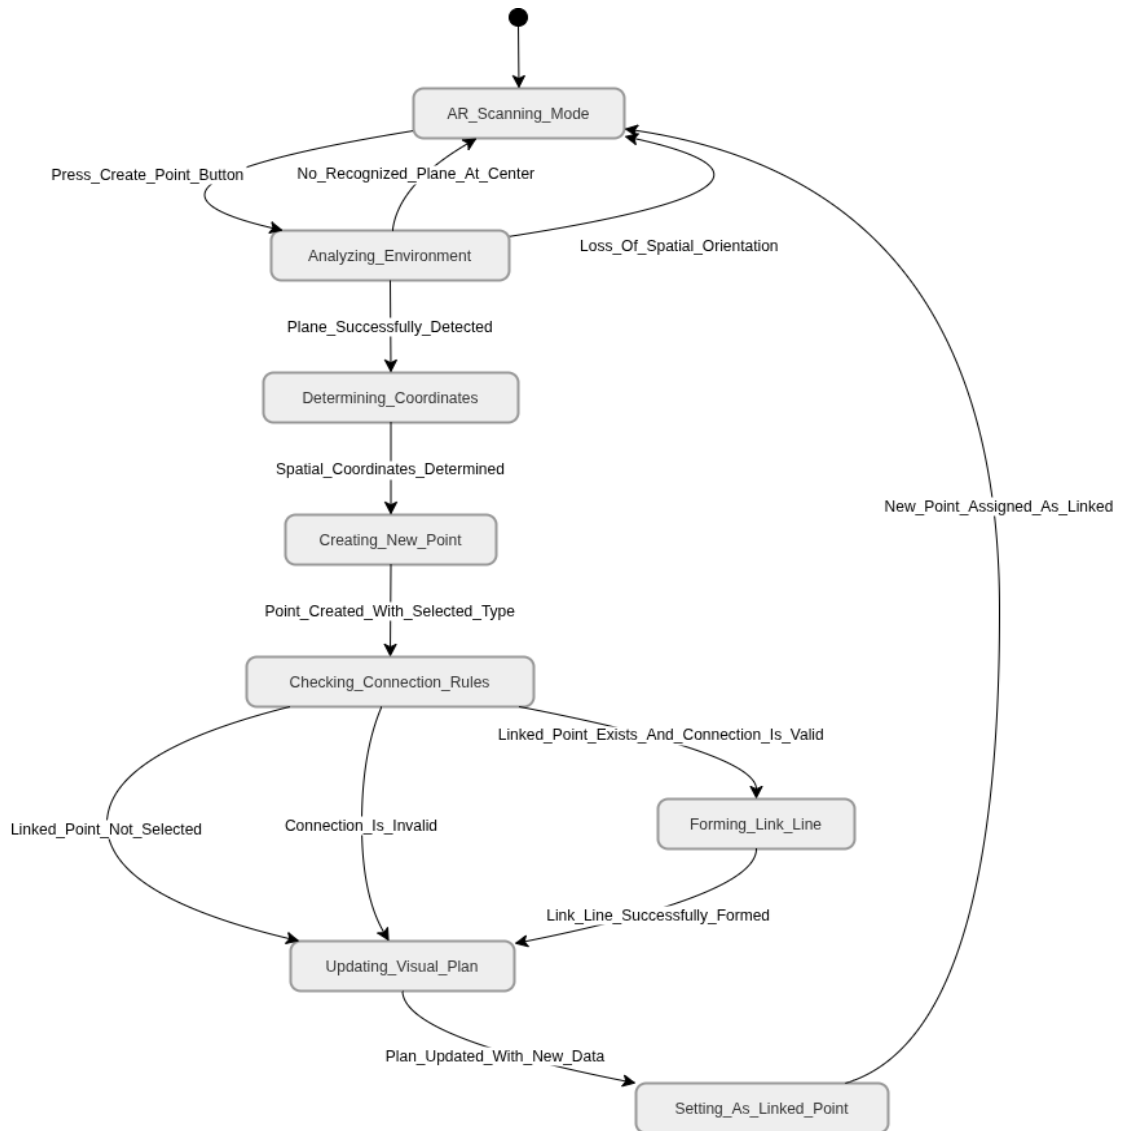 AR_Scanning_Mode
Press_Create_Point_Button
No_Recognized_Plane_At_Center
Loss_Of_Spatial_Orientation
Analyzing_Environment
Plane_Successfully_Detected
Determining_Coordinates
Spatial_Coordinates_Determined
New_Point_Assigned_As_Linked
Creating_New_Point
Point_Created_With_Selected_Type
Checking_Connection_Rules
Linked_Point_Exists_And_Connection_Is_Valid
Linked_Point_Not_Selected
Connection_Is_Invalid
Forming_Link_Line
Link_Line_Successfully_Formed
Updating_Visual_Plan
Plan_Updated_With_New_Data
Setting_As_Linked_Point